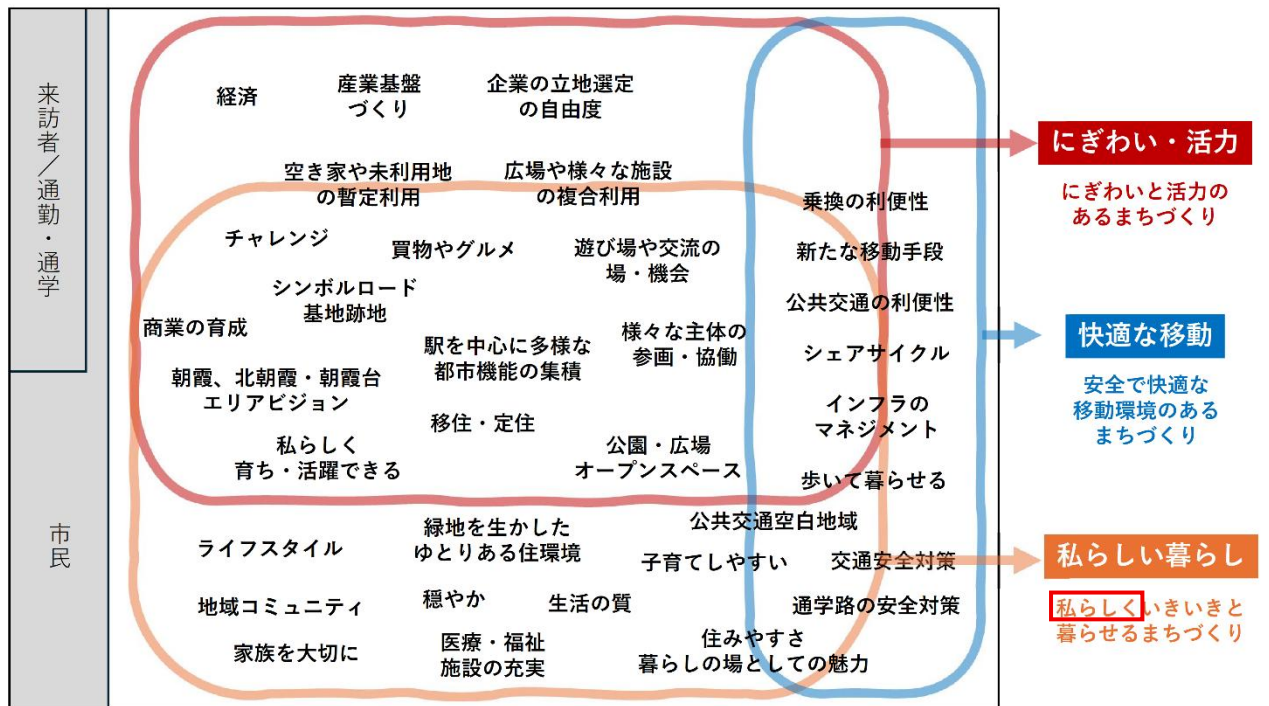 来訪者／通勤・通学
市民
経済
産業基盤
づくり
企業の立地選定
の自由度
空き家や未利用地
の暫定利用
広場や様々な施設
の複合利用
乗換の利便性
チャレンジ
買物やグルメ
遊び場や交流の
場・機会
新たな移動手段
シンボルロード
基地跡地
公共交通の利便性
商業の育成
駅を中心に多様な
都市機能の集積
様々な主体の
参画・協働
シェアサイクル
朝霞、北朝霞・朝霞台
エリアビジョン
移住・定住
インフラの
マネジメント
私らしく
育ち・活躍できる
公園・広場
オープンスペース
歩いて暮らせる
公共交通空白地域
ライフスタイル
緑地を生かした
ゆとりある住環境
子育てしやすい
交通安全対策
地域コミュニティ
穏やか
生活の質
通学路の安全対策
家族を大切に
医療・福祉
施設の充実
住みやすさ
暮らしの場としての魅力
にぎわい・活力
にぎわいと活力の
あるまちづくり
快適な移動
安全で快適な
移動環境のある
まちづくり
私らしい暮らし
私らしくいきいきと
暮らせるまちづくり